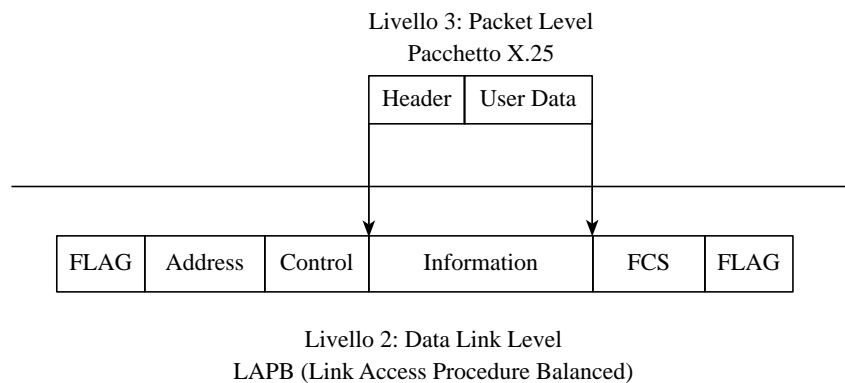 Livello 3: Packet Level
Pacchetto X.25
Header User Data
FLAG Address Control Information FCS FLAG
Livello 2: Data Link Level
LAPB (Link Access Procedure Balanced)